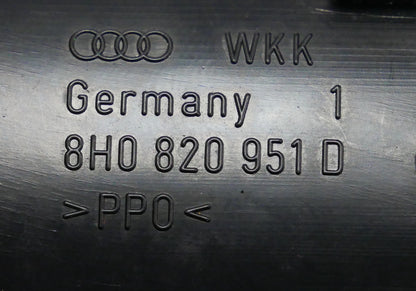 WKK
Germany 1
8H0 820 951 D
>PPO<